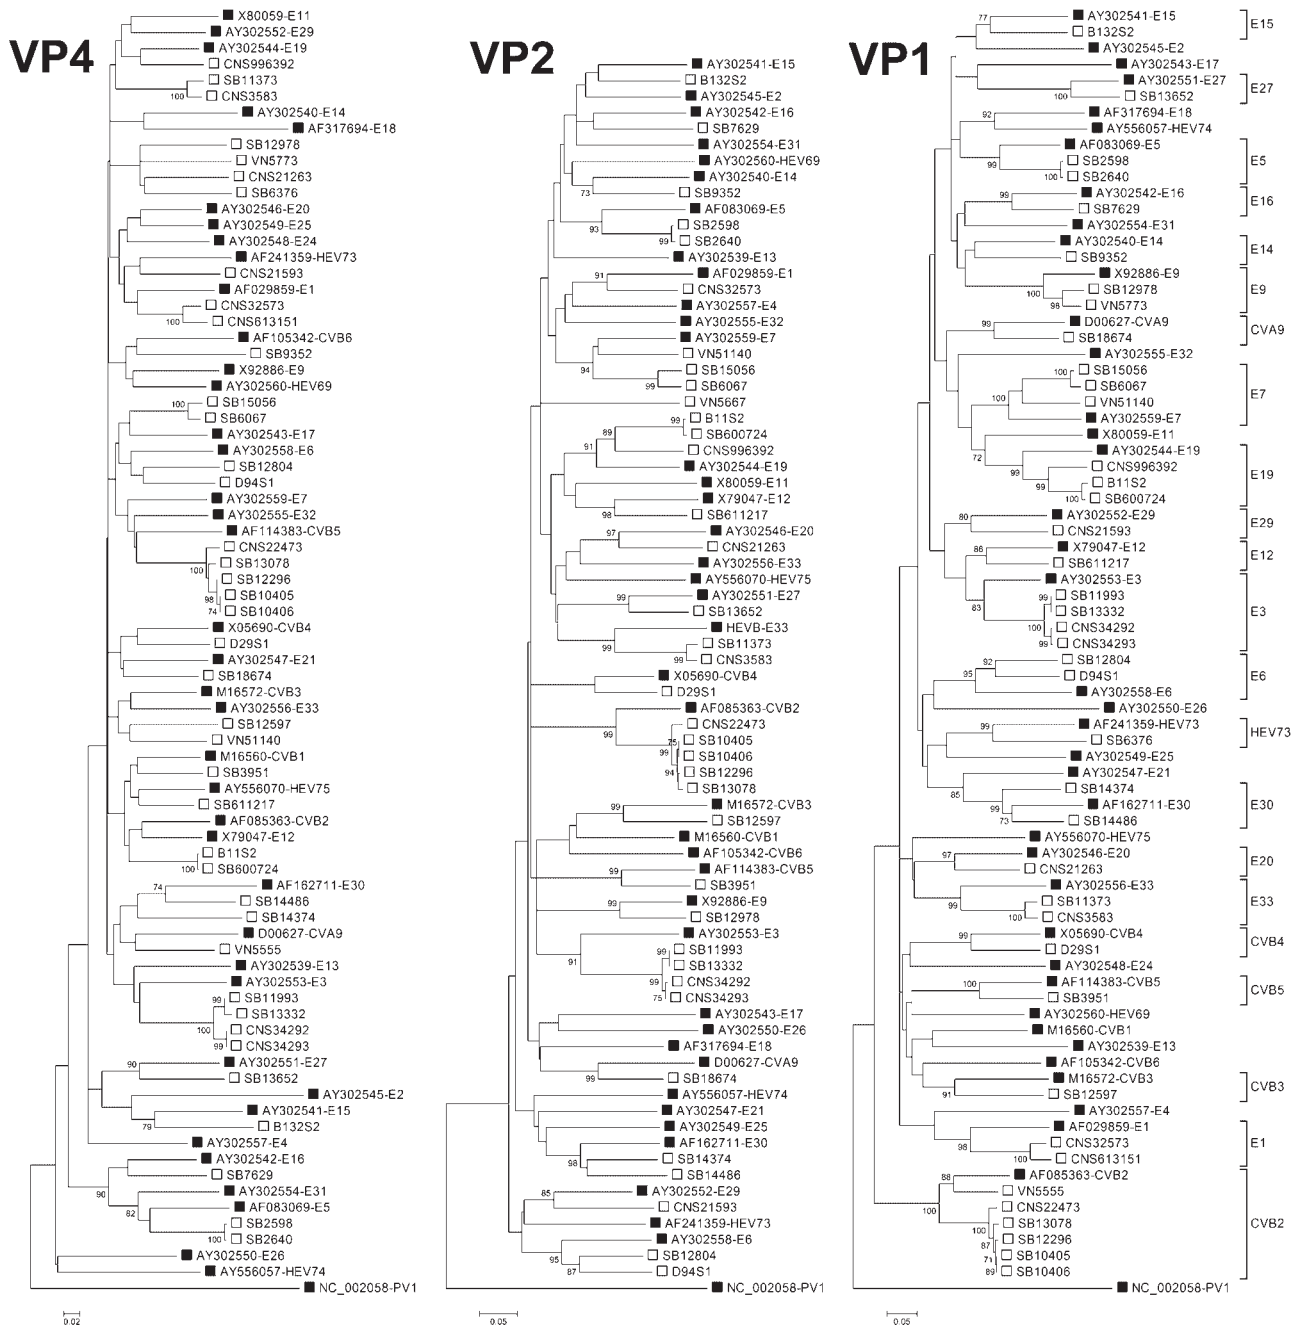 VP4
X80059-E11
AY302552-E29
AY302544-E19
CNS996392
SB11373
CNS3583
100
AY302540-E14
AF317694-E18
SB12978
VN5773
CNS21263
SB6376
AY302546-E20
AY302549-E25
AY302548-E24
AF241359-HEV73
CNS21593
AF029859-E1
CNS32573
CNS613151
100
AF105342-CVB6
SB9352
X92886-E9
AY302560-HEV69
SB15056
100
SB6067
AY302543-E17
AY302558-E6
SB12804
D94S1
AY302559-E7
AY302555-E32
AF114383-CVB5
CNS22473
SB13078
100
SB12296
SB10405
98
SB10406
74
X05690-CVB4
D29S1
AY302547-E21
SB18674
M16572-CVB3
AY302556-E33
SB12597
VN51140
M16560-CVB1
SB3951
AY556070-HEV75
SB611217
AF085363-CVB2
X79047-E12
B11S2
SB600724
100
AF162711-E30
74
SB14486
SB14374
D00627-CVA9
VN5555
AY302539-E13
AY302553-E3
SB11993
99
SB13332
CNS34292
100
CNS34293
99
AY302551-E27
90
SB13652
AY302545-E2
AY302541-E15
B132S2
79
AY302557-E4
AY302542-E16
SB7629
AY302554-E31
90
AF083069-E5
82
SB2598
SB2640
100
AY302550-E26
AY556057-HEV74
NC_002058-PV1
0.02
VP2
AY302541-E15
B132S2
AY302545-E2
AY302542-E16
SB7629
AY302554-E31
AY302560-HEV69
AY302540-E14
SB9352
73
AF083069-E5
SB2598
93
SB2640
99
AY302539-E13
AF029859-E1
91
CNS32573
AY302557-E4
AY302555-E32
AY302559-E7
VN51140
SB15056
94
SB6067
99
VN5667
B11S2
99
SB600724
89
CNS996392
91
AY302544-E19
X80059-E11
X79047-E12
SB611217
98
AY302546-E20
97
CNS21263
AY302556-E33
AY556070-HEV75
AY302551-E27
99
SB13652
HEVB-E33
SB11373
99
CNS3583
99
X05690-CVB4
D29S1
AF085363-CVB2
CNS22473
99
SB10405
75
SB10406
99
SB12296
94
SB13078
M16572-CVB3
99
SB12597
M16560-CVB1
AF105342-CVB6
AF114383-CVB5
99
SB3951
X92886-E9
99
SB12978
AY302553-E3
SB11993
99
SB13332
91
CNS34292
99
CNS34293
75
AY302543-E17
AY302550-E26
AF317694-E18
D00627-CVA9
SB18674
99
AY556057-HEV74
AY302547-E21
AY302549-E25
AF162711-E30
SB14374
98
SB14486
AY302552-E29
85
CNS21593
AF241359-HEV73
AY302558-E6
SB12804
95
D94S1
87
NC_002058-PV1
0.05
VP1
AY302541-E15
77
B132S2
E15
AY302545-E2
AY302543-E17
AY302551-E27
SB13652
100
E27
AF317694-E18
92
AY556057-HEV74
AF083069-E5
SB2598
99
SB2640
100
E5
AY302542-E16
99
SB7629
E16
AY302554-E31
AY302540-E14
SB9352
E14
X92886-E9
SB12978
100
VN5773
98
E9
D00627-CVA9
99
SB18674
CVA9
AY302555-E32
SB15056
100
SB6067
VN51140
100
AY302559-E7
E7
X80059-E11
AY302544-E19
72
CNS996392
99
B11S2
99
SB600724
100
E19
AY302552-E29
80
CNS21593
E29
X79047-E12
86
SB611217
E12
AY302553-E3
SB11993
99
SB13332
83
CNS34292
100
CNS34293
99
E3
SB12804
92
D94S1
95
AY302558-E6
E6
AY302550-E26
AF241359-HEV73
99
SB6376
HEV73
AY302549-E25
AY302547-E21
SB14374
85
AF162711-E30
99
SB14486
73
E30
AY556070-HEV75
AY302546-E20
97
CNS21263
E20
AY302556-E33
SB11373
99
CNS3583
100
E33
X05690-CVB4
99
D29S1
CVB4
AY302548-E24
AF114383-CVB5
100
SB3951
CVB5
AY302560-HEV69
M16560-CVB1
AY302539-E13
AF105342-CVB6
M16572-CVB3
SB12597
91
CVB3
AY302557-E4
AF029859-E1
CNS32573
98
CNS613151
100
E1
AF085363-CVB2
88
VN5555
CNS22473
100
SB13078
SB12296
87
SB10405
71
SB10406
89
CVB2
NC_002058-PV1
0.05